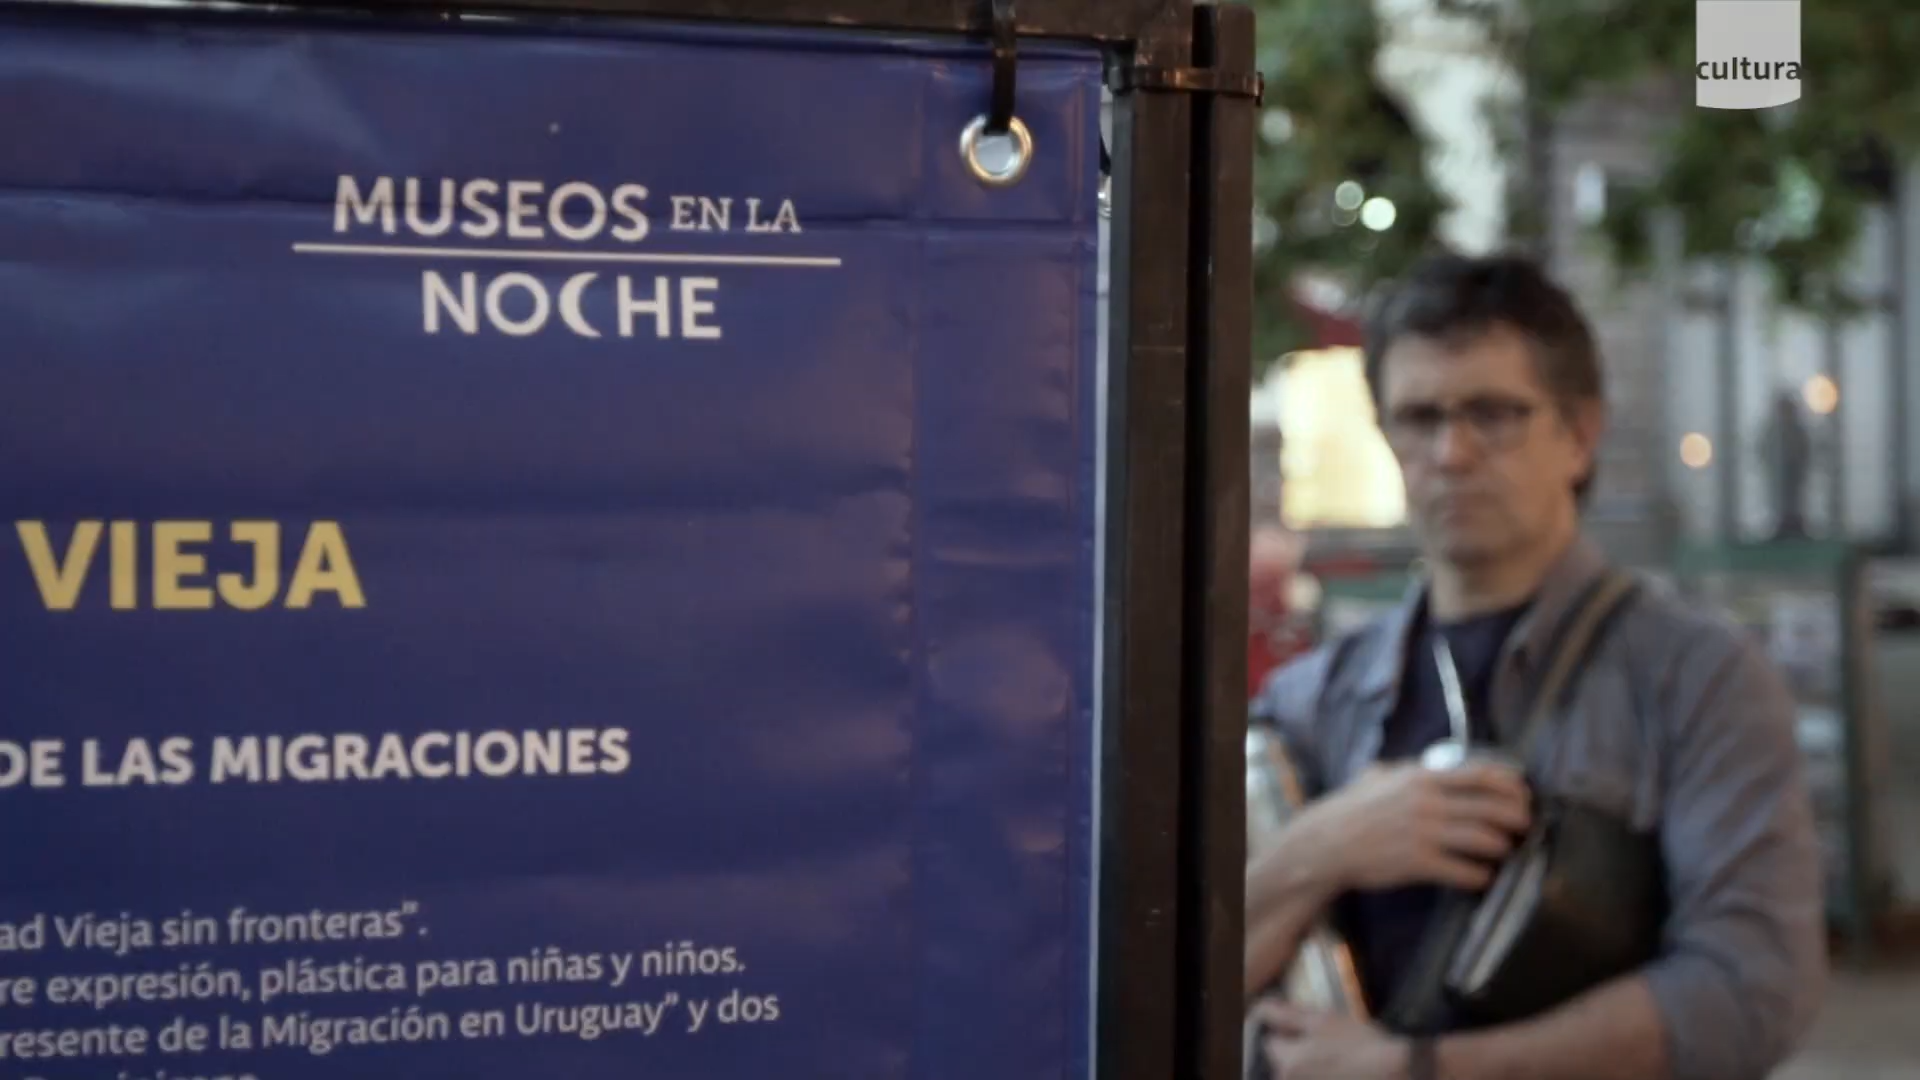 cultura
MUSEOS EN LA
NOCHE
VIEJA
DE LAS MIGRACIONES
ad Vieja sin fronteras”.
re expresión, plástica para niñas y niños.
resente de la Migración en Uruguay” y dos